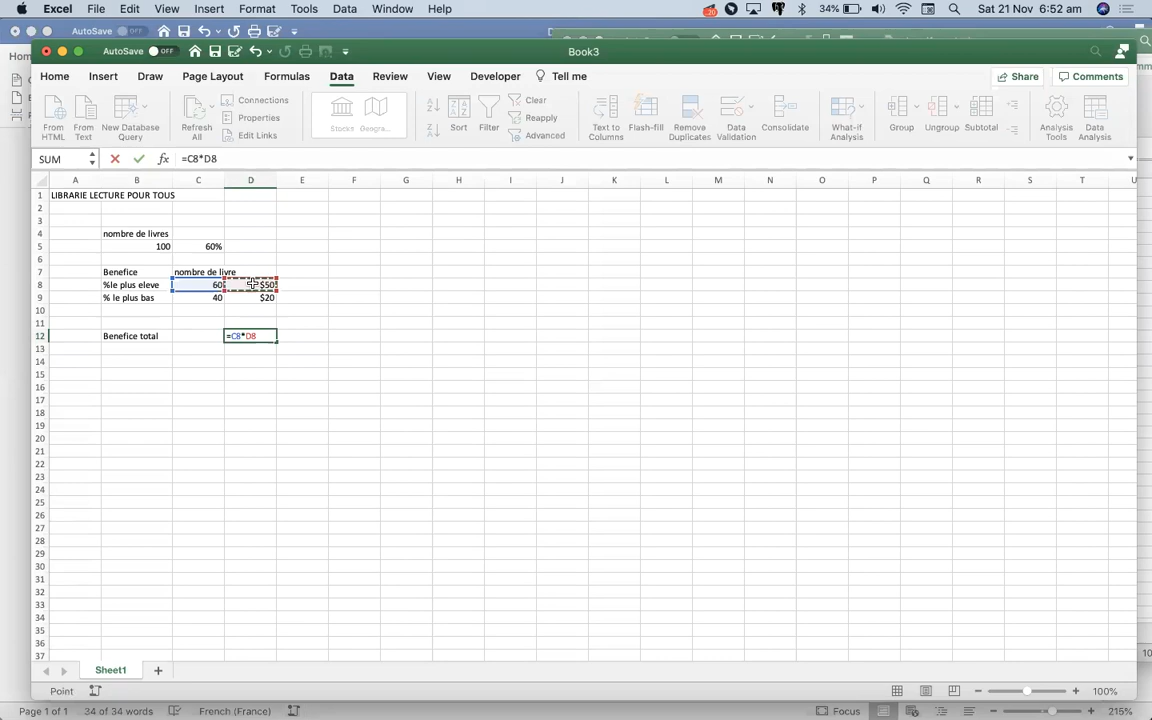 Excel File Edit View Insert Format Tools Data Window Help 34% Sat 21 Nov 6:52 am
AutoSave OFF
AutoSave OFF Book3
Home Insert Draw Page Layout Formulas Data Review View Developer Tell me Share Comments
From HTML From Text New Database Query Refresh All Connections Properties Edit Links Stocks Geogra... Sort Filter Clear Reapply Advanced Text to Columns Flash-fill Remove Duplicates Data Validation Consolidate What-if Analysis Group Ungroup Subtotal Analysis Tools Data Analysis
SUM fx =C8*D8
A B C D E F G H I J K L M N O P Q R S T U
1 LIBRARIE LECTURE POUR TOUS
2
3
4 nombre de livres
5 100 60%
6
7 Benefice nombre de livre
8 %le plus eleve 60 $50
9 % le plus bas 40 $20
10
11
12 Benefice total =C8*D8
13
14
15
16
17
18
19
20
21
22
23
24
25
26
27
28
29
30
31
32
33
34
35
36
37
Sheet1
Point 100%
Page 1 of 1 34 of 34 words French (France) Focus 215%